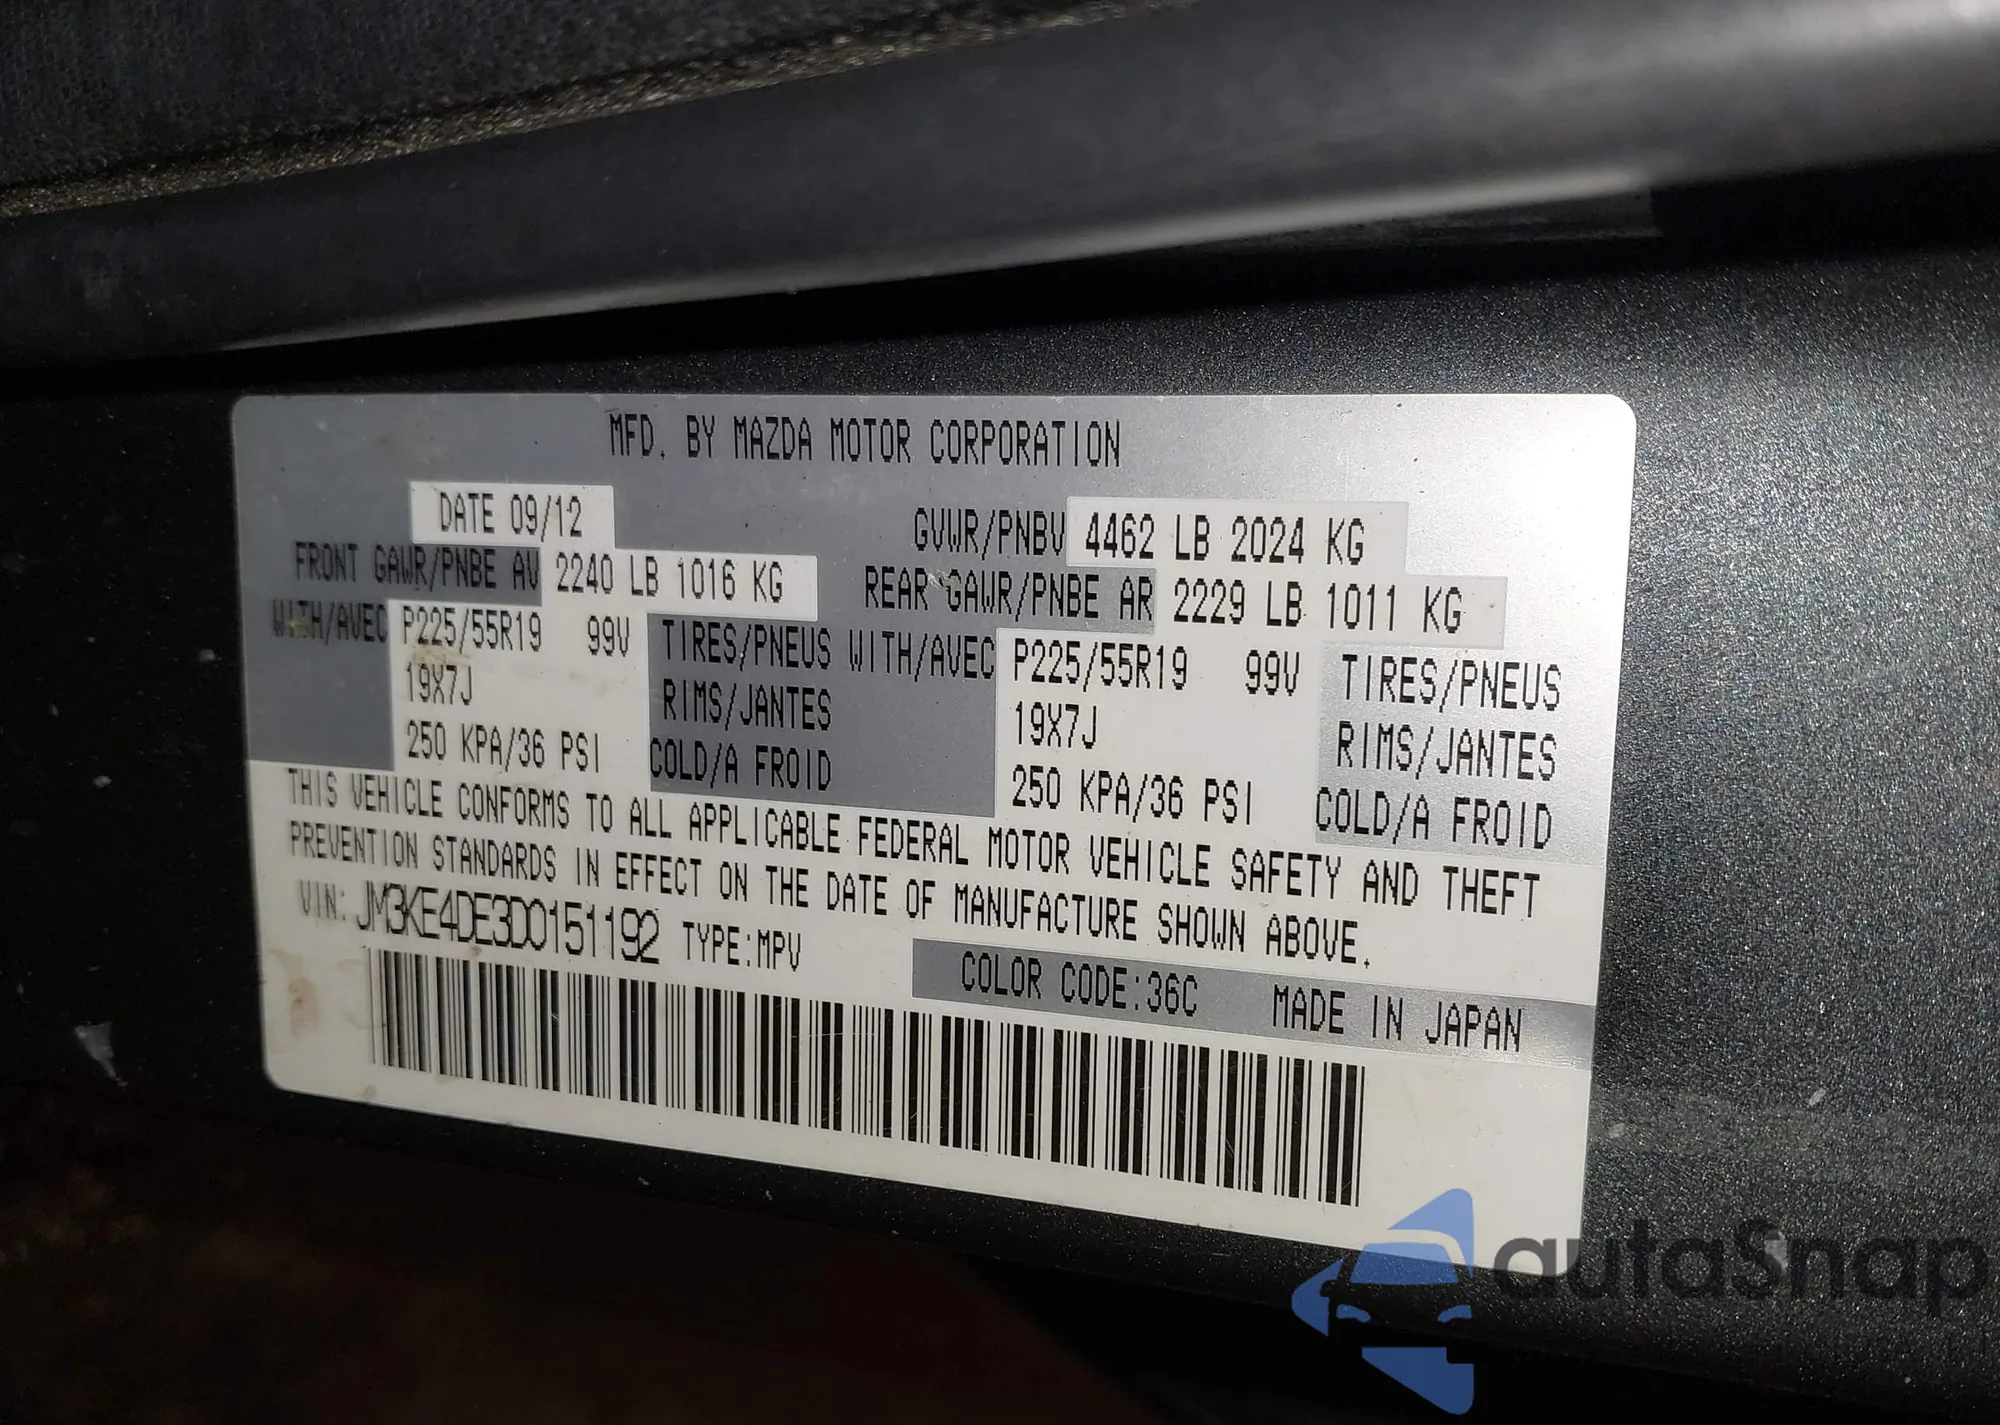 MFD. BY MAZDA MOTOR CORPORATION
DATE 09/12 GVWR/PNBV 4462 LB 2024 KG
FRONT GAWR/PNBE AV 2240 LB 1016 KG REAR GAWR/PNBE AR 2229 LB 1011 KG
WITH/AVEC P225/55R19 99V TIRES/PNEUS WITH/AVEC P225/55R19 99V TIRES/PNEUS
19X7J RIMS/JANTES 19X7J RIMS/JANTES
250 KPA/36 PSI COLD/A FROID 250 KPA/36 PSI COLD/A FROID
THIS VEHICLE CONFORMS TO ALL APPLICABLE FEDERAL MOTOR VEHICLE SAFETY AND THEFT
PREVENTION STANDARDS IN EFFECT ON THE DATE OF MANUFACTURE SHOWN ABOVE.
VIN: JM3KE4DE3D0151192 TYPE:MPV
COLOR CODE:36C MADE IN JAPAN
autaSnap